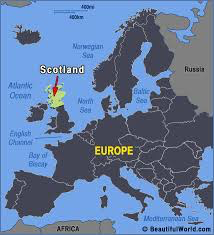 400km
400mi
Norwegian
Sea
Scotland
Russia
Atlantic
Ocean
North
Sea
Baltic
Sea
English
Channel
Bay of
Biscay
EUROPE
Mediterranean Sea
AFRICA
© BeautifulWorld.com